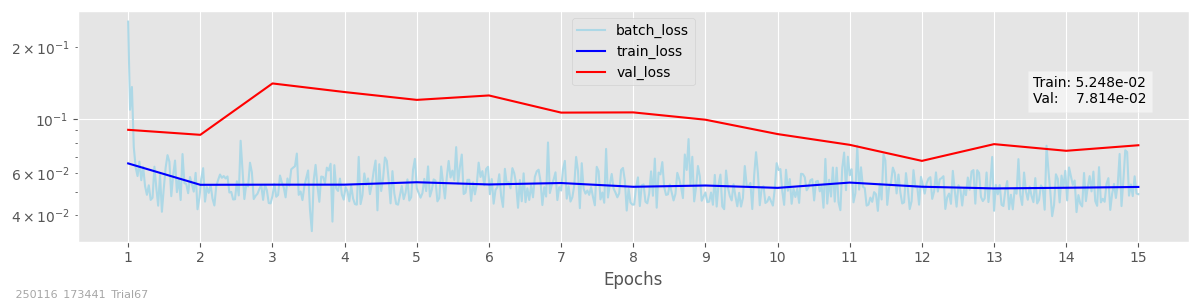 batch_loss
train_loss
val_loss
Train: 5.248e-02
Val: 7.814e-02
2 × 10⁻¹
10⁻¹
6 × 10⁻²
4 × 10⁻²
1 2 3 4 5 6 7 8 9 10 11 12 13 14 15
Epochs
250116_173441_Trial67